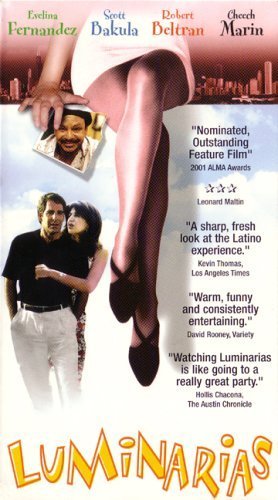 Evelina Scott Robert Cheech
Fernandez Bakula Beltran Marin
"Nominated,
Outstanding
Feature Film"
2001 ALMA Awards
☆☆☆
Leonard Maltin
"A sharp, fresh
look at the Latino
experience."
Kevin Thomas,
Los Angeles Times
"Warm, funny
and consistently
entertaining."
David Rooney, Variety
"Watching Luminarias
is like going to a
really great party."
Hollis Chacona,
The Austin Chronicle
LUMINARIAS